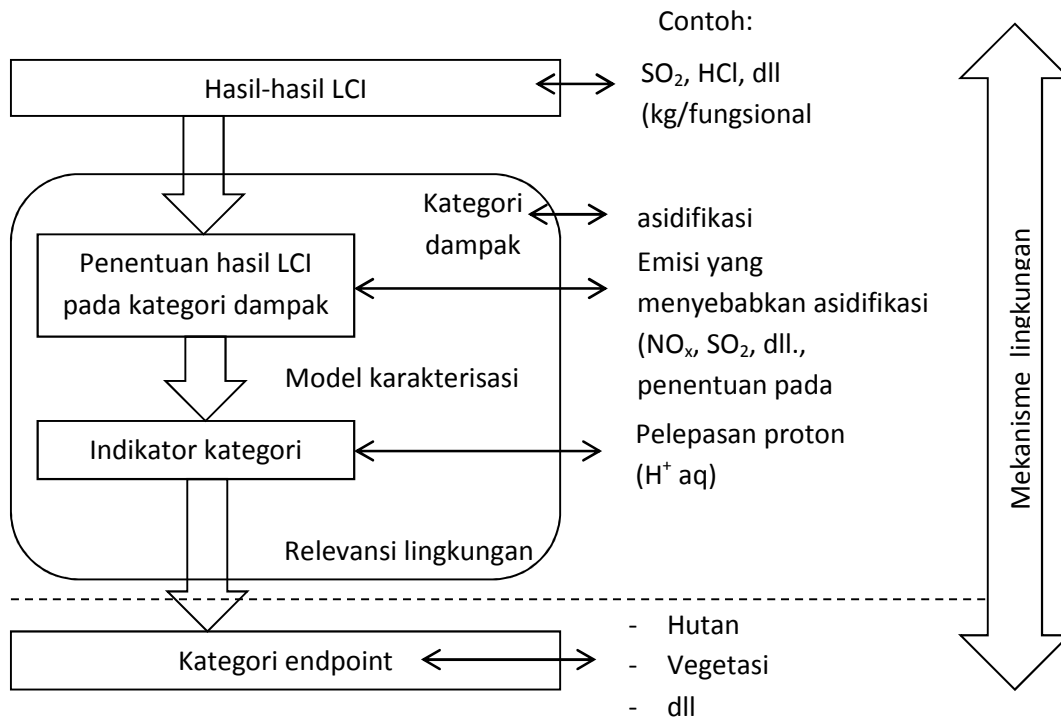 Contoh:
Hasil-hasil LCI
SO₂, HCl, dll
(kg/fungsional
Kategori
dampak
asidifikasi
Penentuan hasil LCI
pada kategori dampak
Emisi yang
menyebabkan asidifikasi
(NOₓ, SO₂, dll.,
penentuan pada
Model karakterisasi
Indikator kategori
Pelepasan proton
(H⁺ aq)
Relevansi lingkungan
Kategori endpoint
- Hutan
- Vegetasi
- dll
Mekanisme lingkungan